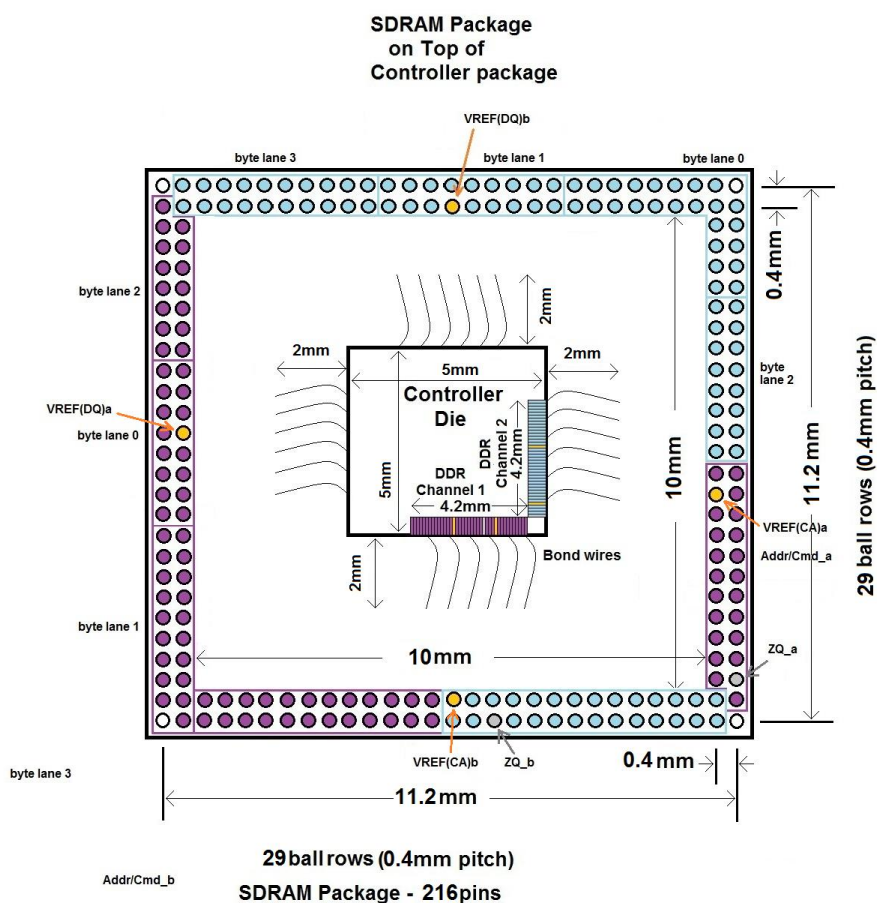 SDRAM Package
on Top of
Controller package
VREF(DQ)b
byte lane 3
byte lane 1
byte lane 0
0.4mm
byte lane 2
2mm
2mm
2mm
5mm
Controller
Die
byte
lane 2
VREF(DQ)a
byte lane 0
5mm
DDR
Channel 2
4.2mm
DDR
Channel 1
4.2mm
10mm
11.2 mm
29 ball rows (0.4mm pitch)
VREF(CA)a
Addr/Cmd_a
Bond wires
2mm
byte lane 1
10mm
ZQ_a
VREF(CA)b
ZQ_b
0.4 mm
byte lane 3
11.2mm
29 ball rows (0.4mm pitch)
Addr/Cmd_b
SDRAM Package - 216pins